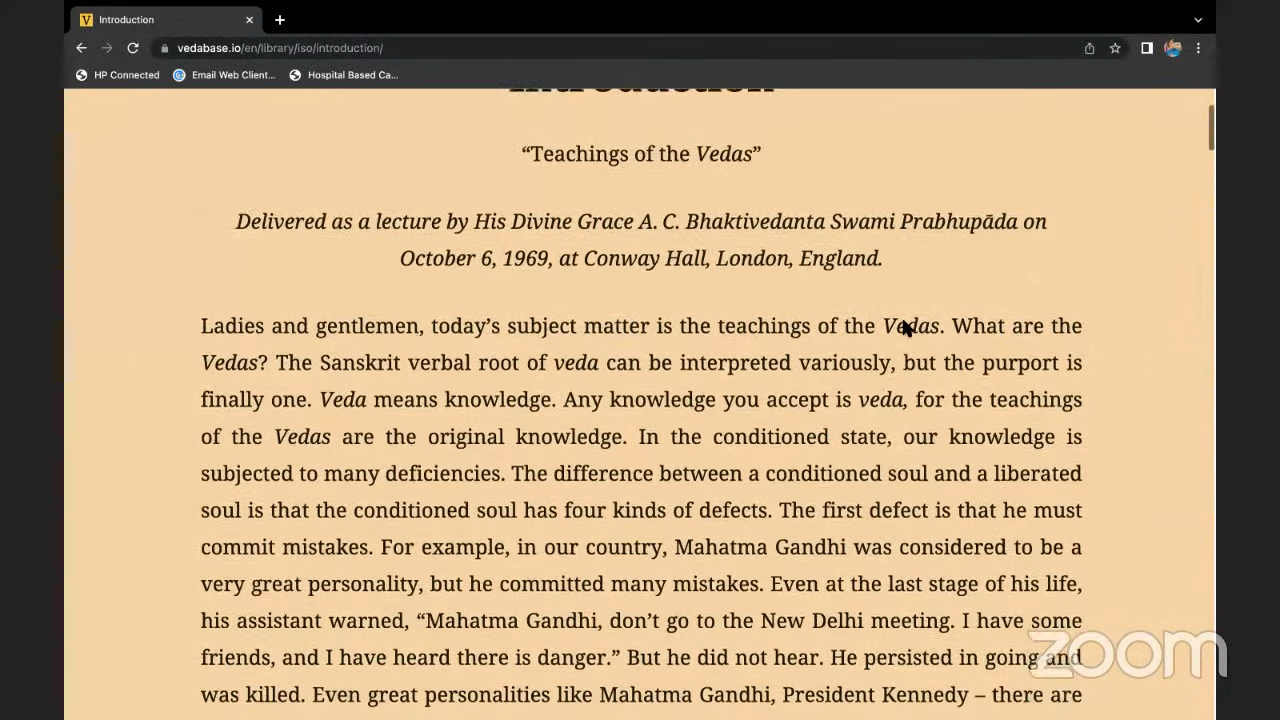 Introduction
vedabase.io/en/library/iso/introduction/
HP Connected
Email Web Client...
Hospital Based Ca...
Introduction
“Teachings of the Vedas”
Delivered as a lecture by His Divine Grace A. C. Bhaktivedanta Swami Prabhupāda on
October 6, 1969, at Conway Hall, London, England.
Ladies and gentlemen, today’s subject matter is the teachings of the Vedas. What are the
Vedas? The Sanskrit verbal root of veda can be interpreted variously, but the purport is
finally one. Veda means knowledge. Any knowledge you accept is veda, for the teachings
of the Vedas are the original knowledge. In the conditioned state, our knowledge is
subjected to many deficiencies. The difference between a conditioned soul and a liberated
soul is that the conditioned soul has four kinds of defects. The first defect is that he must
commit mistakes. For example, in our country, Mahatma Gandhi was considered to be a
very great personality, but he committed many mistakes. Even at the last stage of his life,
his assistant warned, “Mahatma Gandhi, don’t go to the New Delhi meeting. I have some
friends, and I have heard there is danger.” But he did not hear. He persisted in going and
was killed. Even great personalities like Mahatma Gandhi, President Kennedy – there are
zoom